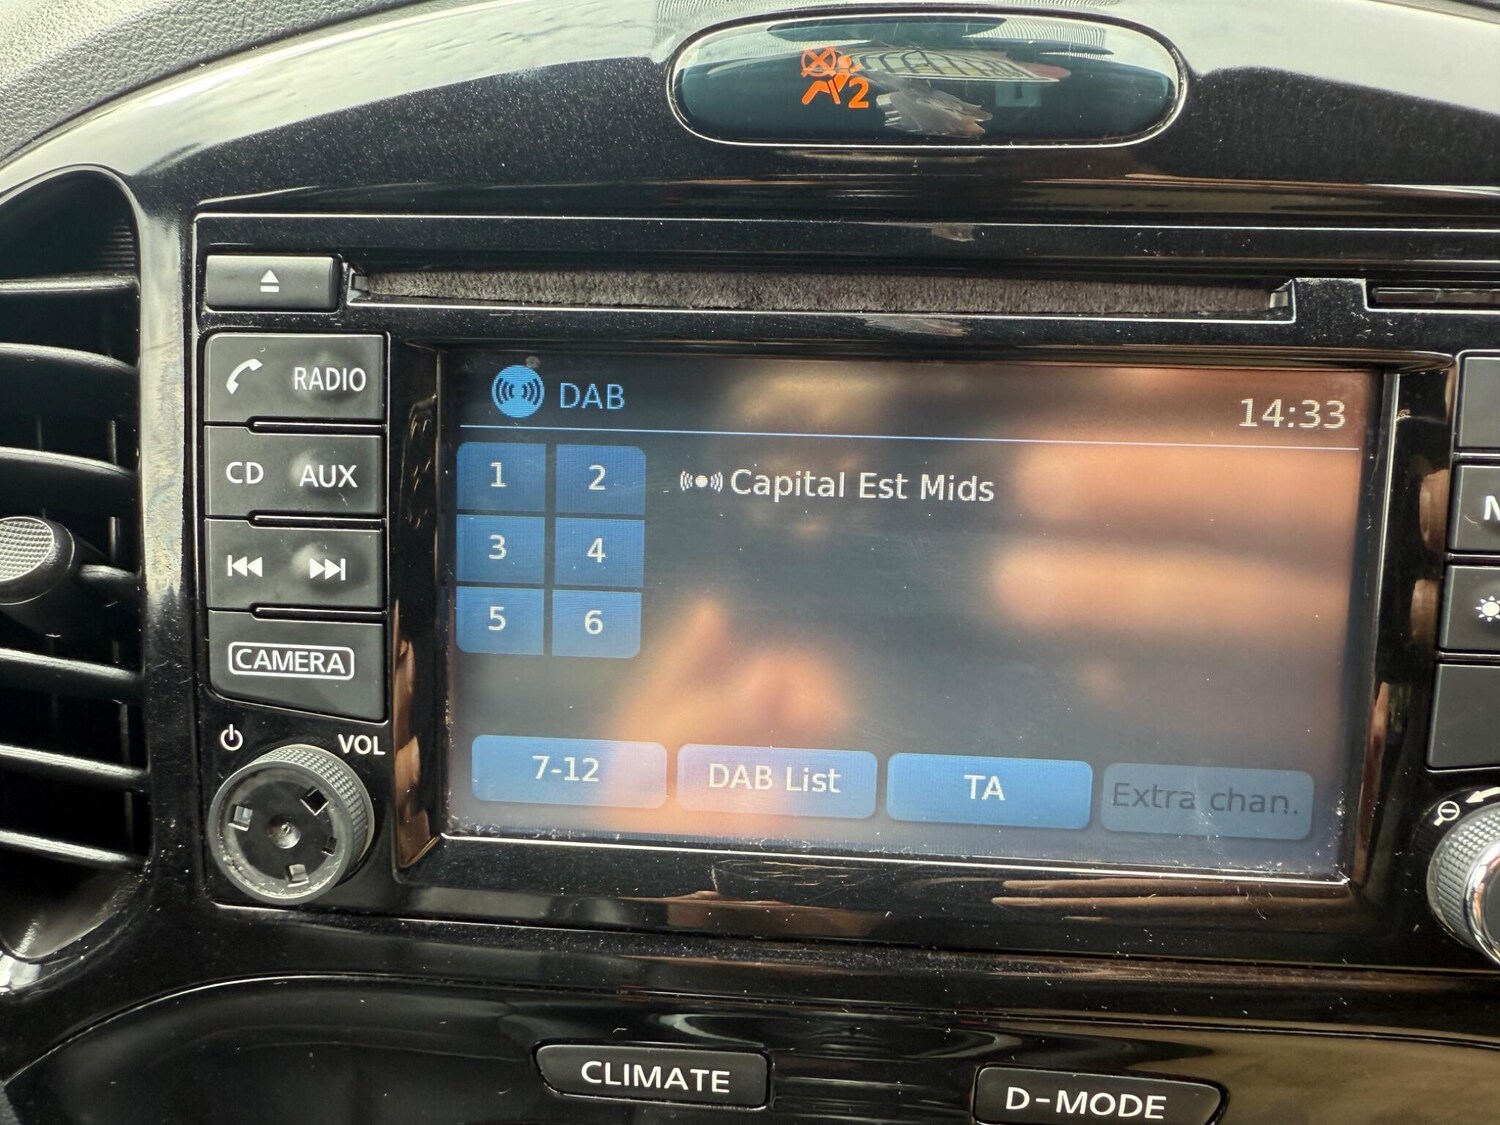 2
RADIO
CD AUX
CAMERA
VOL
DAB
14:33
1 2
3 4
5 6
Capital Est Mids
7-12 DAB List TA Extra chan.
CLIMATE
D-MODE